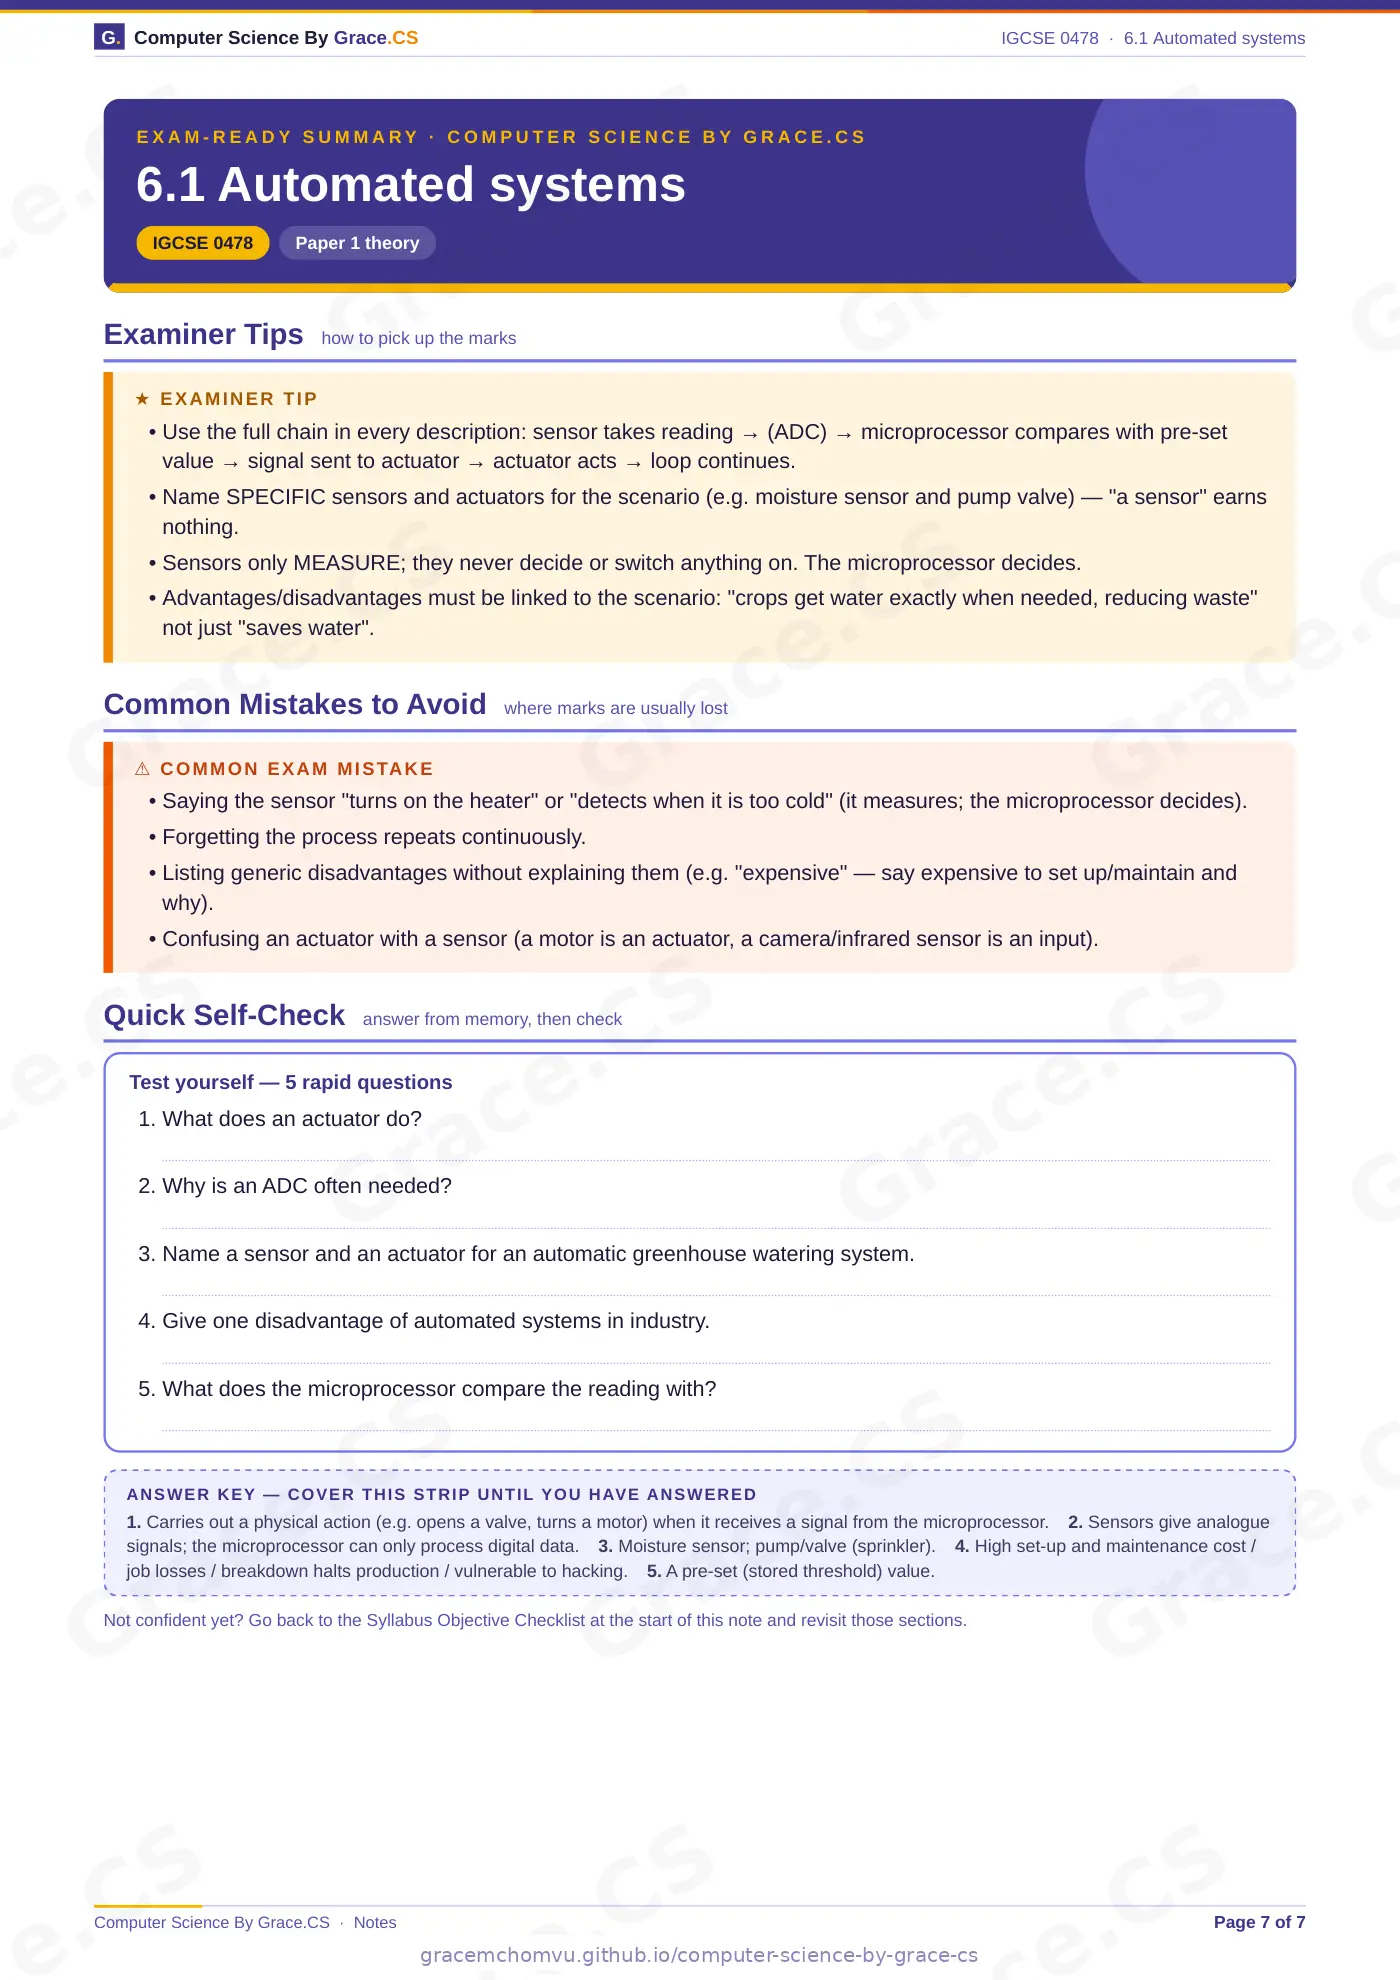 G. Computer Science By Grace.CS
IGCSE 0478 · 6.1 Automated systems
EXAM-READY SUMMARY · COMPUTER SCIENCE BY GRACE.CS
6.1 Automated systems
IGCSE 0478 Paper 1 theory
Examiner Tips how to pick up the marks
★ EXAMINER TIP
• Use the full chain in every description: sensor takes reading → (ADC) → microprocessor compares with pre-set
value → signal sent to actuator → actuator acts → loop continues.
• Name SPECIFIC sensors and actuators for the scenario (e.g. moisture sensor and pump valve) — "a sensor" earns
nothing.
• Sensors only MEASURE; they never decide or switch anything on. The microprocessor decides.
• Advantages/disadvantages must be linked to the scenario: "crops get water exactly when needed, reducing waste"
not just "saves water".
Common Mistakes to Avoid where marks are usually lost
⚠ COMMON EXAM MISTAKE
• Saying the sensor "turns on the heater" or "detects when it is too cold" (it measures; the microprocessor decides).
• Forgetting the process repeats continuously.
• Listing generic disadvantages without explaining them (e.g. "expensive" — say expensive to set up/maintain and
why).
• Confusing an actuator with a sensor (a motor is an actuator, a camera/infrared sensor is an input).
Quick Self-Check answer from memory, then check
Test yourself — 5 rapid questions
1. What does an actuator do?
2. Why is an ADC often needed?
3. Name a sensor and an actuator for an automatic greenhouse watering system.
4. Give one disadvantage of automated systems in industry.
5. What does the microprocessor compare the reading with?
ANSWER KEY — COVER THIS STRIP UNTIL YOU HAVE ANSWERED
1. Carries out a physical action (e.g. opens a valve, turns a motor) when it receives a signal from the microprocessor. 2. Sensors give analogue
signals; the microprocessor can only process digital data. 3. Moisture sensor; pump/valve (sprinkler). 4. High set-up and maintenance cost /
job losses / breakdown halts production / vulnerable to hacking. 5. A pre-set (stored threshold) value.
Not confident yet? Go back to the Syllabus Objective Checklist at the start of this note and revisit those sections.
Computer Science By Grace.CS · Notes
Page 7 of 7
gracemchomvu.github.io/computer-science-by-grace-cs